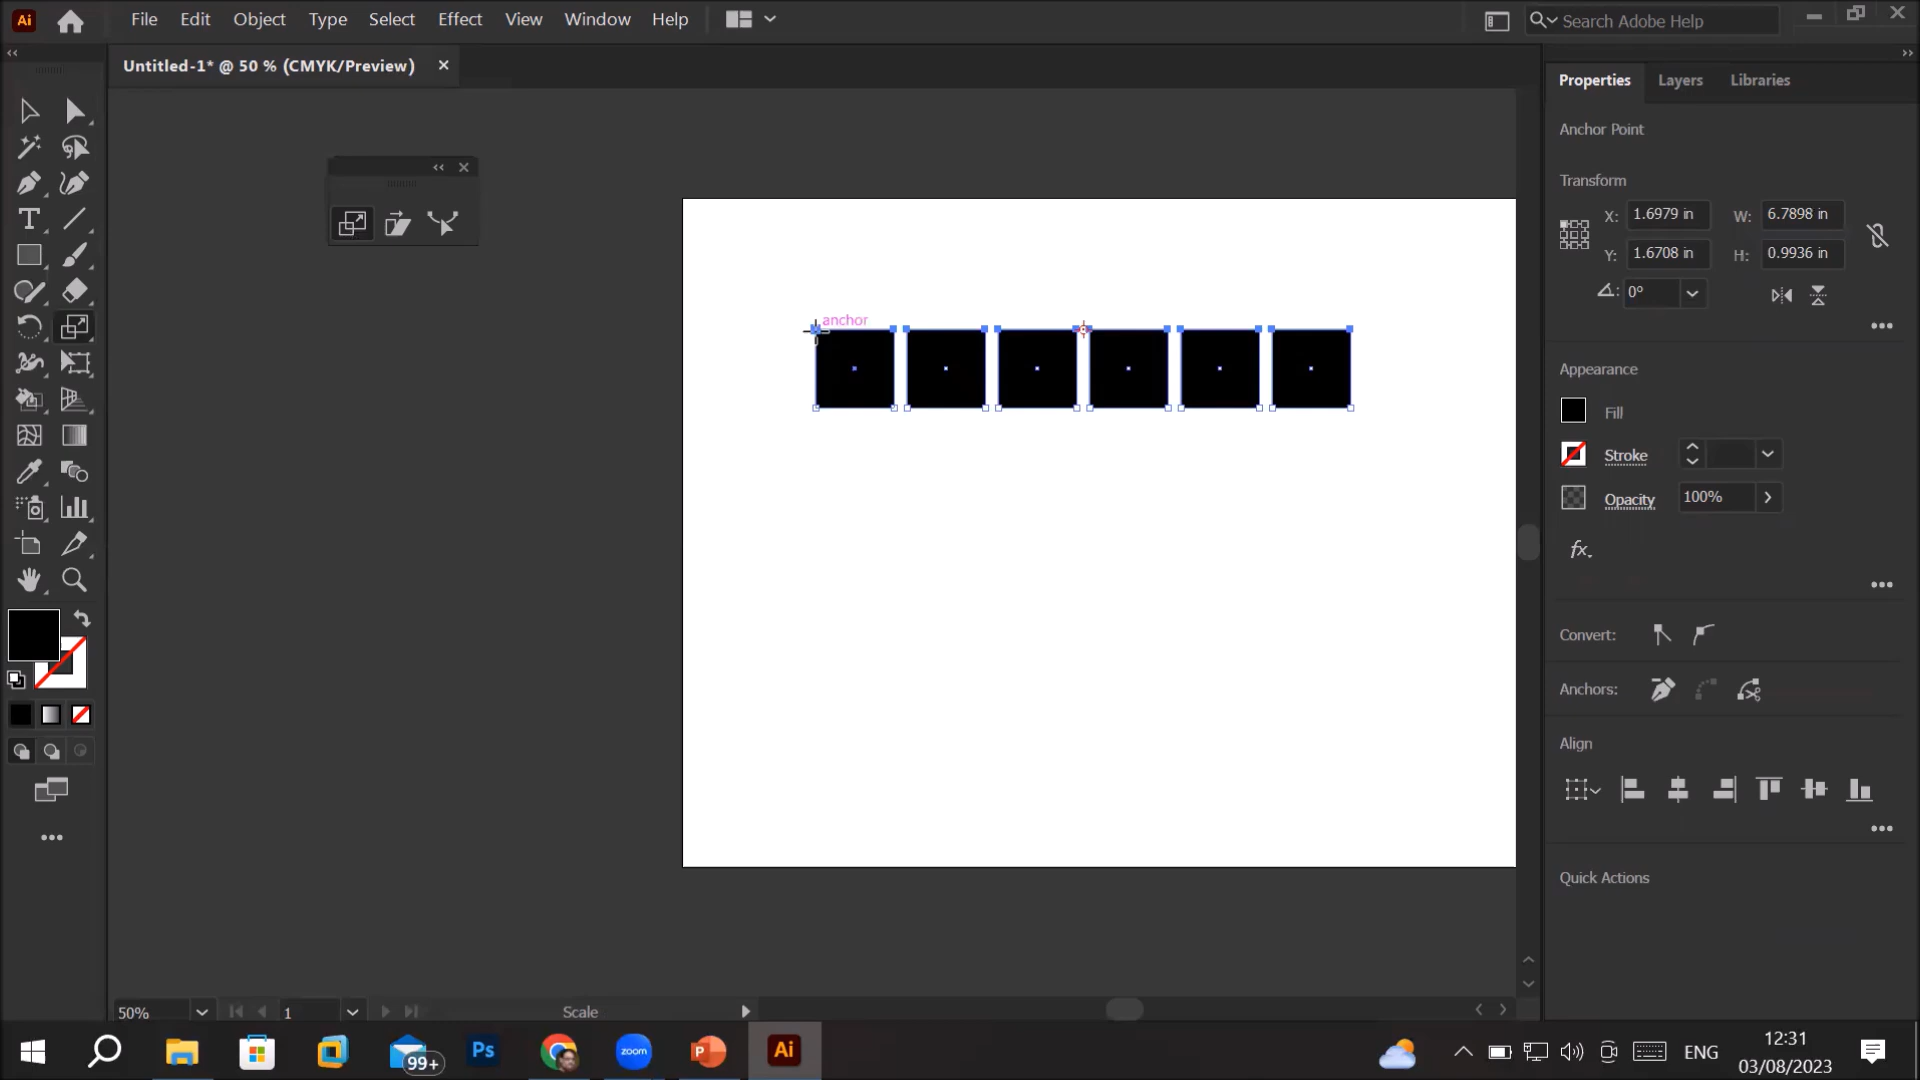 Ai File Edit Object Type Select Effect View Window Help Search Adobe Help
Untitled-1* @ 50 % (CMYK/Preview)
Properties Layers Libraries
Anchor Point
Transform
X: 1.6979 in W: 6.7898 in
Y: 1.6708 in H: 0.9936 in
0°
anchor
Appearance
Fill
Stroke
Opacity 100%
fx.
Convert:
Anchors:
Align
Quick Actions
50% 1 Scale
99+ Ps zoom P Ai ENG 12:31
03/08/2023